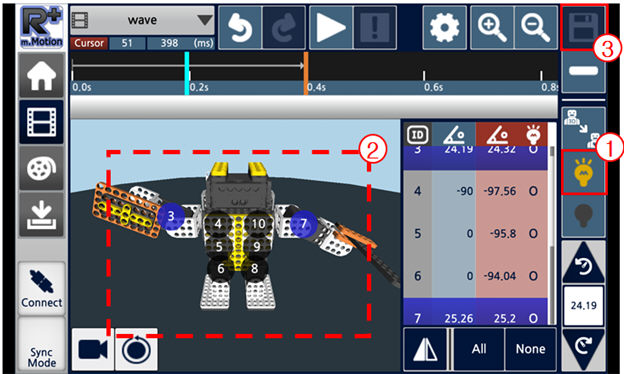 R+
m.Motion
wave
Cursor 51 398 (ms)
③
0.0s 0.2s 0.4s 0.6s 0.8s
②
①
ID
3 24.19 24.32 O
4 -90 -97.56 O
5 0 -95.8 O
6 0 -94.04 O
7 25.26 25.2 O
3 4 10 7
5 9
6 8
24.19
Connect
Sync
Mode
All None